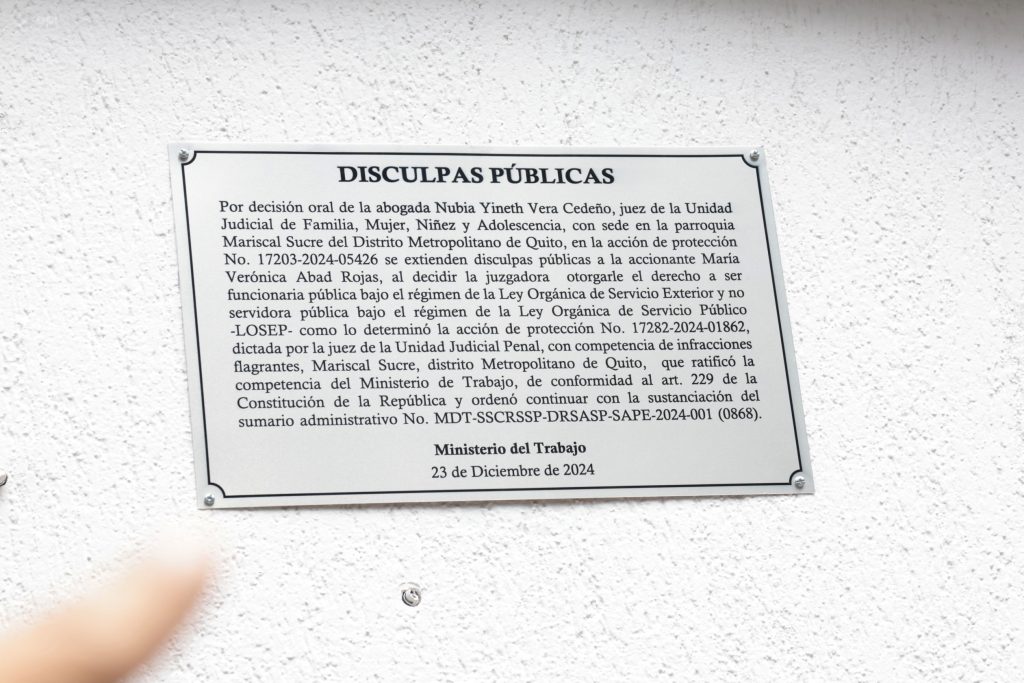 DISCULPAS PÚBLICAS
Por decisión oral de la abogada Nubia Yineth Vera Cedeño, juez de la Unidad
Judicial de Familia, Mujer, Niñez y Adolescencia, con sede en la parroquia
Mariscal Sucre del Distrito Metropolitano de Quito, en la acción de protección
No. 17203-2024-05426 se extienden disculpas públicas a la accionante María
Verónica Abad Rojas, al decidir la juzgadora otorgarle el derecho a ser
funcionaria pública bajo el régimen de la Ley Orgánica de Servicio Exterior y no
servidora pública bajo el régimen de la Ley Orgánica de Servicio Público
-LOSEP- como lo determinó la acción de protección No. 17282-2024-01862,
dictada por la juez de la Unidad Judicial Penal, con competencia de infracciones
flagrantes, Mariscal Sucre, distrito Metropolitano de Quito, que ratificó la
competencia del Ministerio de Trabajo, de conformidad al art. 229 de la
Constitución de la República y ordenó continuar con la sustanciación del
sumario administrativo No. MDT-SSCRSSP-DRSASP-SAPE-2024-001 (0868).
Ministerio del Trabajo
23 de Diciembre de 2024